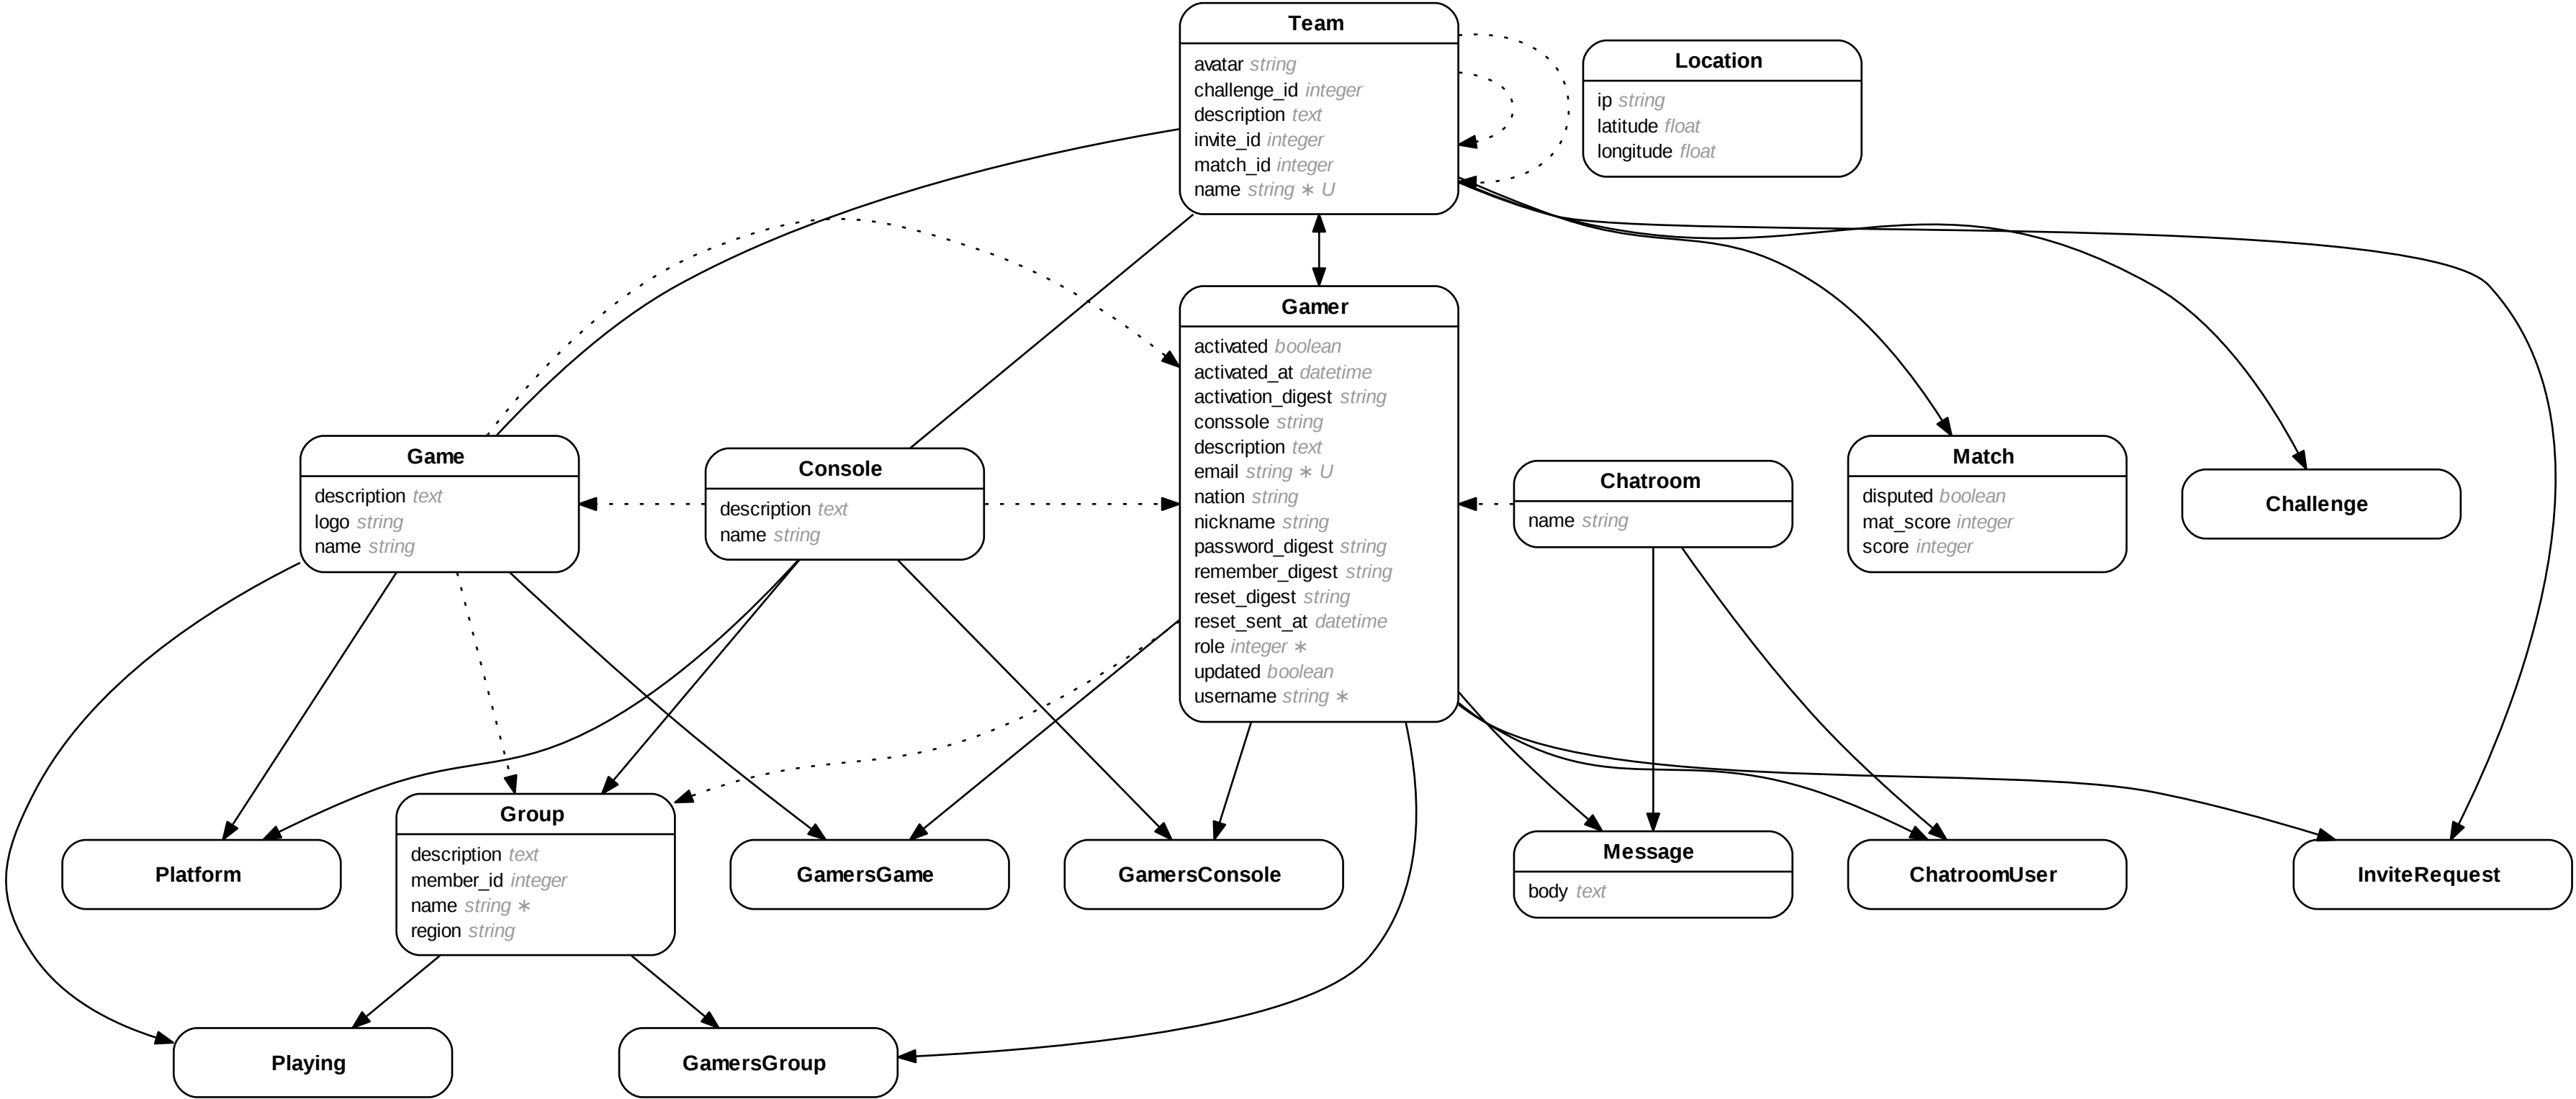 Team
avatar string
challenge_id integer
description text
invite_id integer
match_id integer
name string ∗ U
Location
ip string
latitude float
longitude float
Gamer
activated boolean
activated_at datetime
activation_digest string
conssole string
description text
email string ∗ U
nation string
nickname string
password_digest string
remember_digest string
reset_digest string
reset_sent_at datetime
role integer ∗
updated boolean
username string ∗
Game
description text
logo string
name string
Console
description text
name string
Chatroom
name string
Match
disputed boolean
mat_score integer
score integer
Challenge
Platform
Group
description text
member_id integer
name string ∗
region string
GamersGame
GamersConsole
Message
body text
ChatroomUser
InviteRequest
Playing
GamersGroup